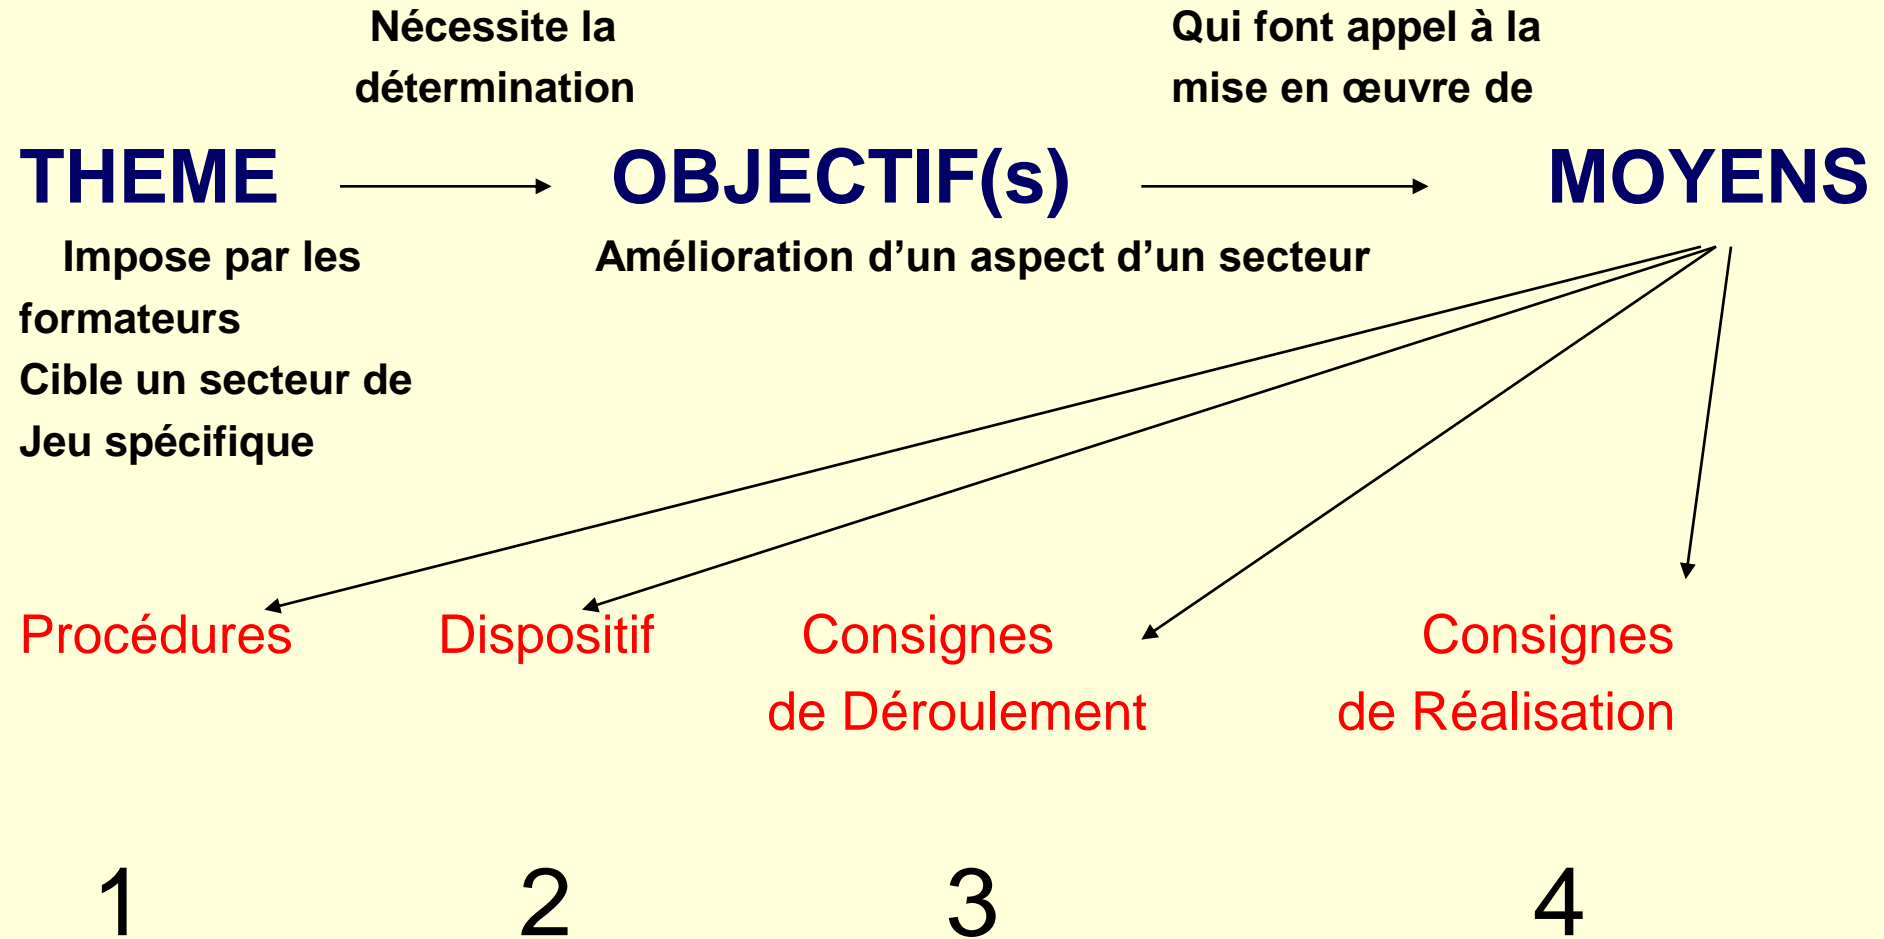 Nécessite la
détermination
Qui font appel à la
mise en œuvre de
THEME
OBJECTIF(s)
MOYENS
Impose par les
formateurs
Cible un secteur de
Jeu spécifique
Amélioration d’un aspect d’un secteur
Procédures
Dispositif
Consignes
de Déroulement
Consignes
de Réalisation
1
2
3
4